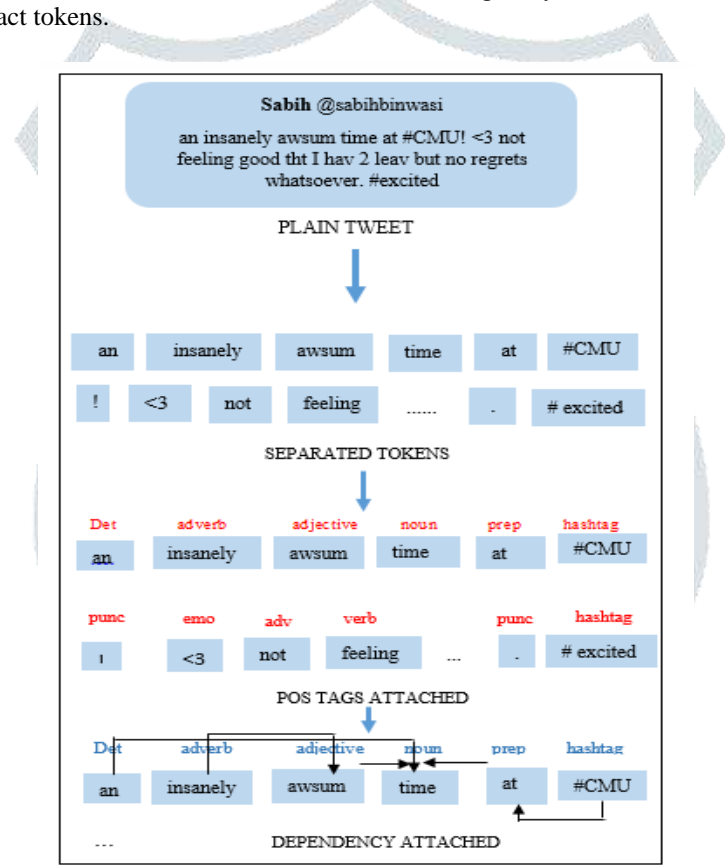 act tokens.
Sabih @sabihbinwasi
an insanely awsum time at #CMU! <3 not
feeling good tht I hav 2 leav but no regrets
whatsoever. #excited
PLAIN TWEET
an insanely awsum time at #CMU
! <3 not feeling ...... . # excited
SEPARATED TOKENS
Det adverb adjective noun prep hashtag
an insanely awsum time at #CMU
punc emo adv verb punc hashtag
! <3 not feeling ... . # excited
POS TAGS ATTACHED
Det adverb adjective noun prep hashtag
an insanely awsum time at #CMU
... DEPENDENCY ATTACHED